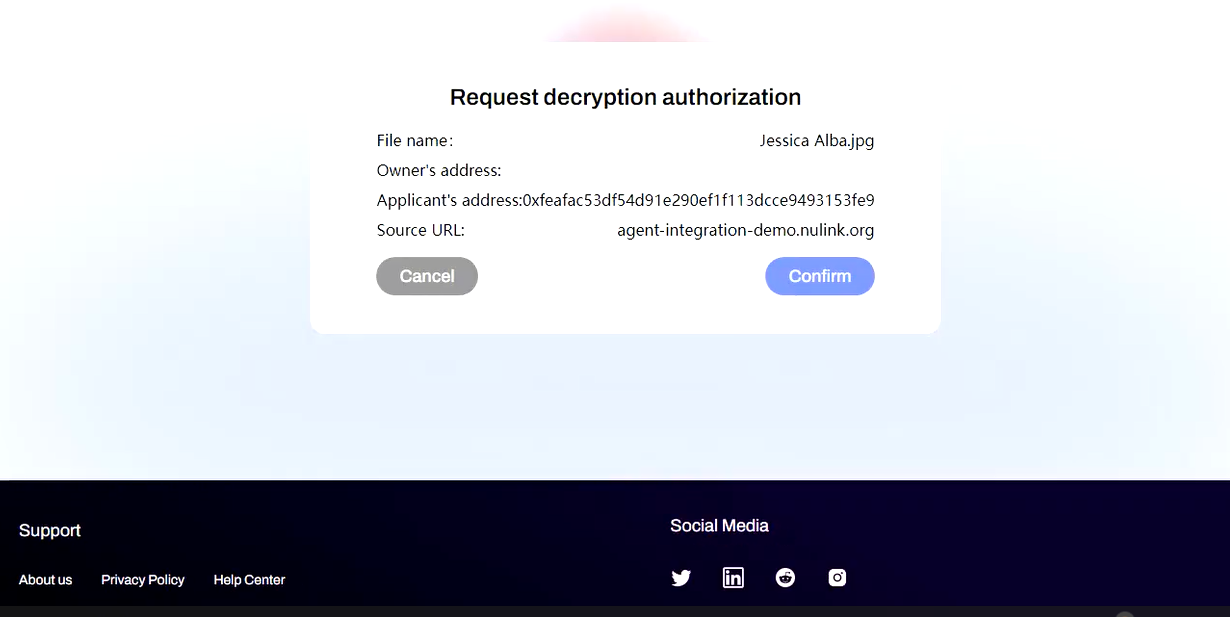 Request decryption authorization
File name: Jessica Alba.jpg
Owner's address:
Applicant's address:0xfeafac53df54d91e290ef1f113dcce9493153fe9
Source URL: agent-integration-demo.nulink.org
Cancel Confirm
Support
Social Media
About us Privacy Policy Help Center